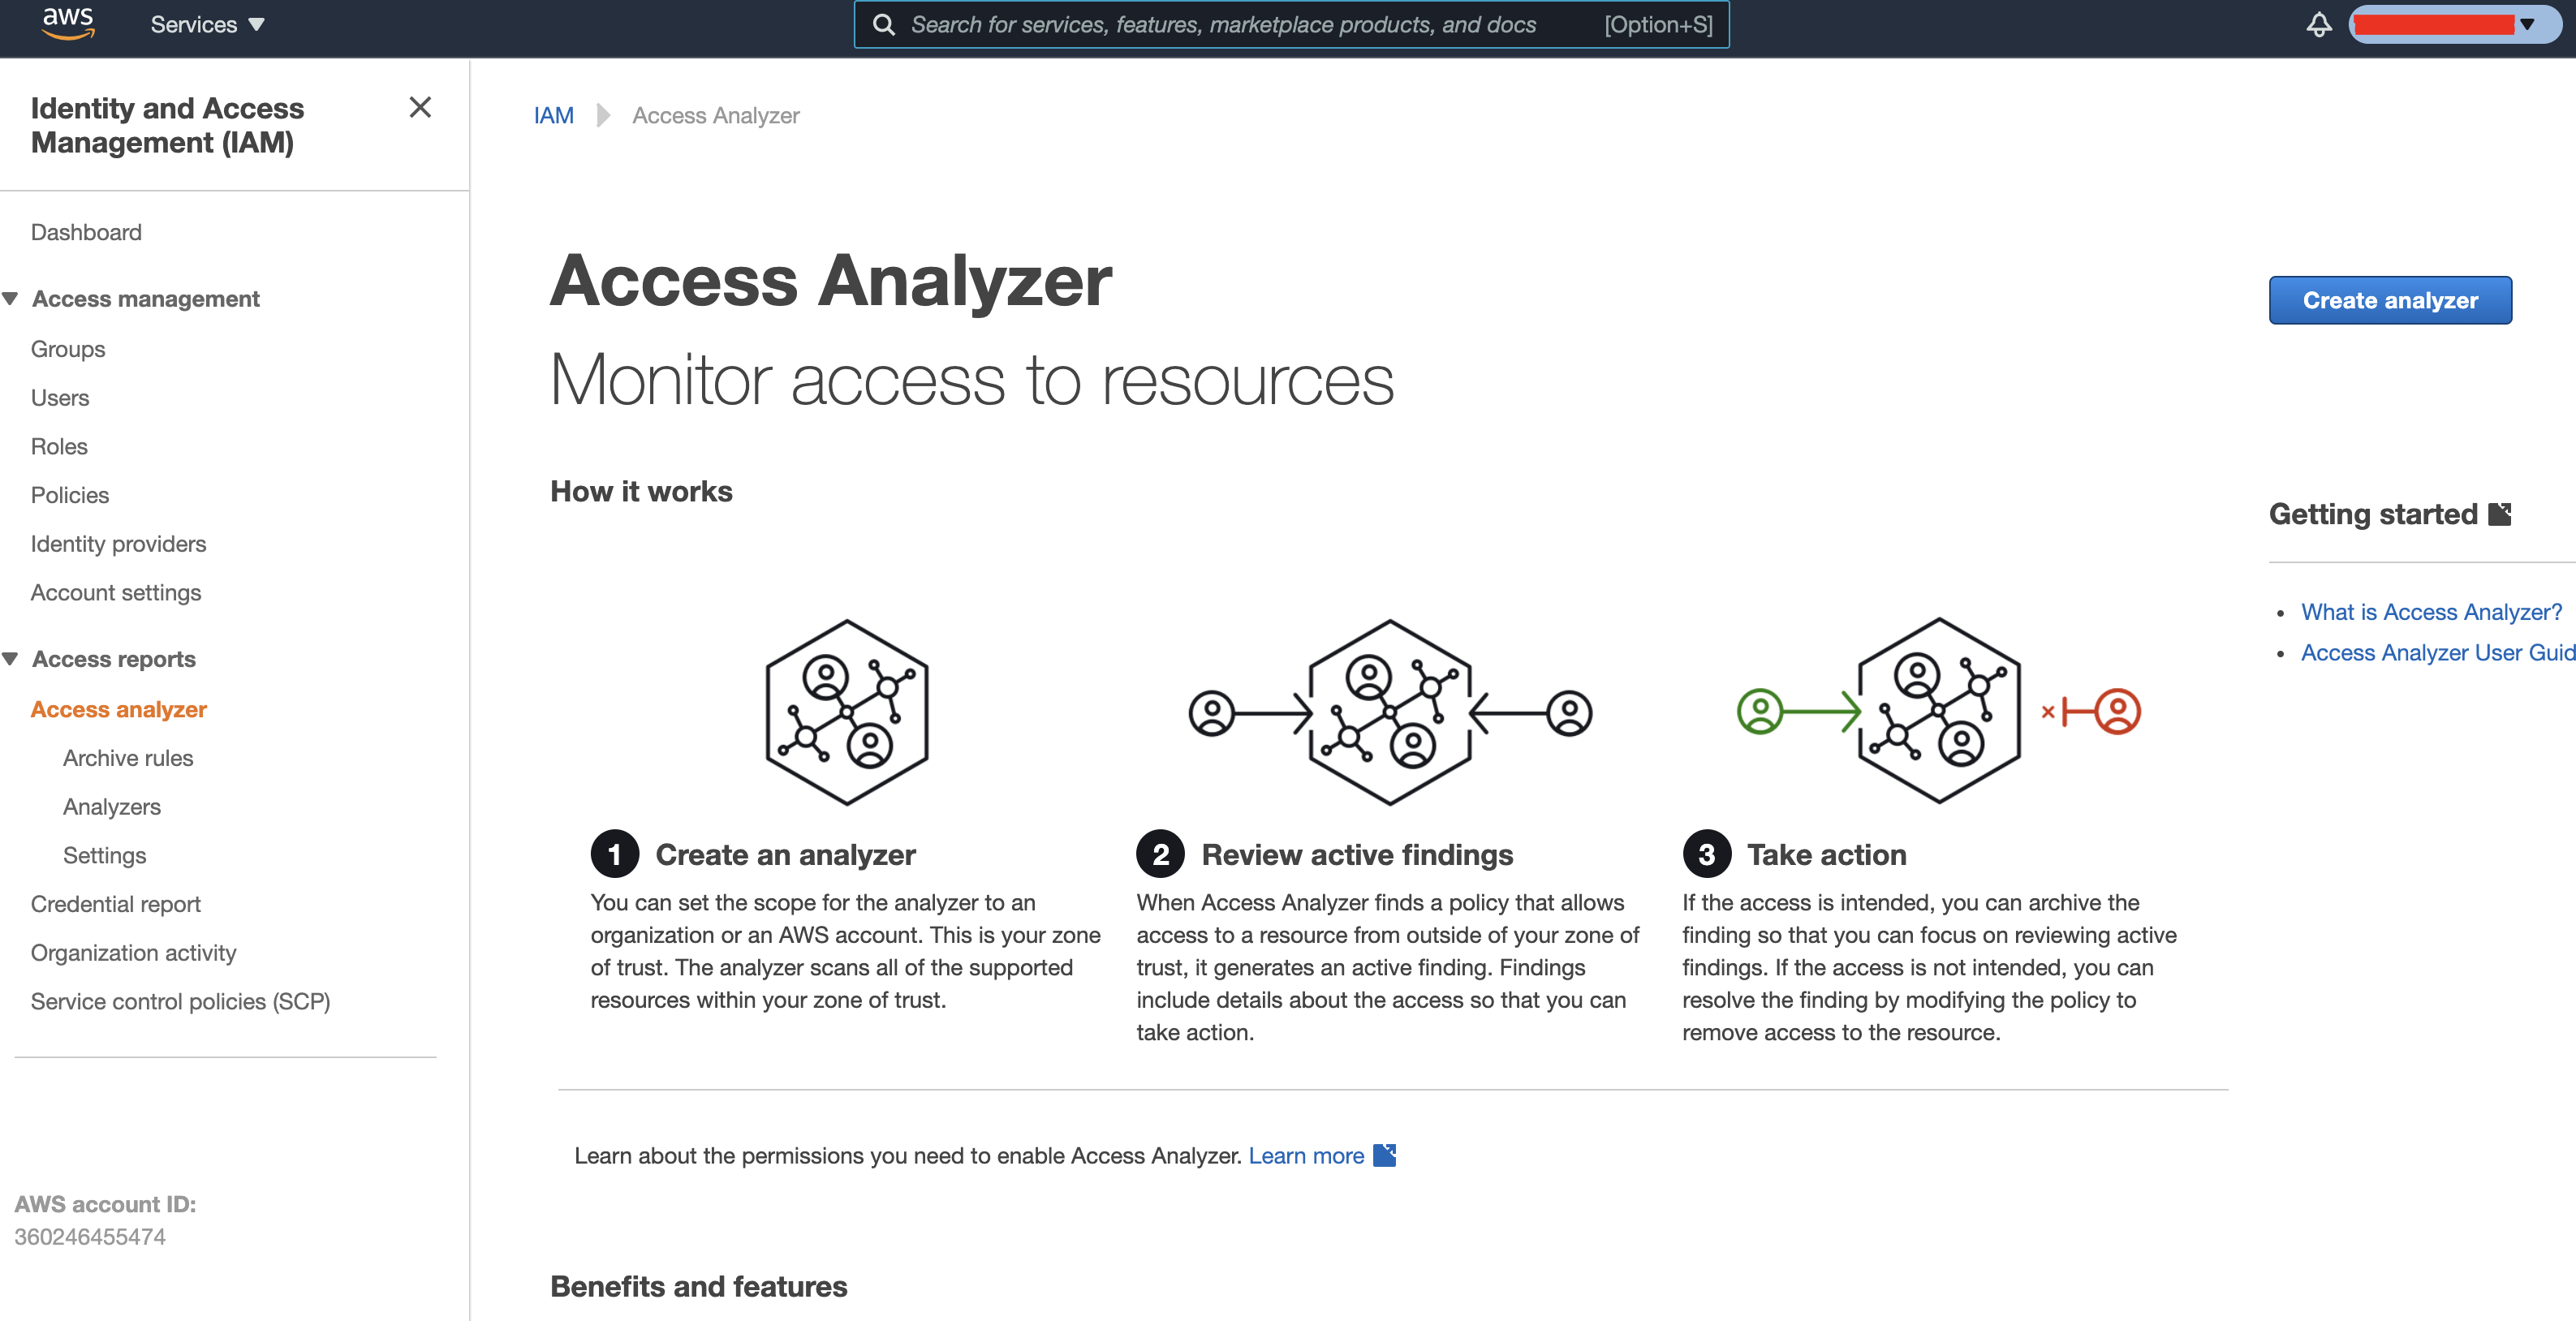 aws
Services
Search for services, features, marketplace products, and docs [Option+S]
Identity and Access
Management (IAM)
Dashboard
Access management
Groups
Users
Roles
Policies
Identity providers
Account settings
Access reports
Access analyzer
Archive rules
Analyzers
Settings
Credential report
Organization activity
Service control policies (SCP)
AWS account ID:
360246455474
IAM Access Analyzer
Access Analyzer
Monitor access to resources
Create analyzer
How it works
1 Create an analyzer
You can set the scope for the analyzer to an
organization or an AWS account. This is your zone
of trust. The analyzer scans all of the supported
resources within your zone of trust.
2 Review active findings
When Access Analyzer finds a policy that allows
access to a resource from outside of your zone of
trust, it generates an active finding. Findings
include details about the access so that you can
take action.
3 Take action
If the access is intended, you can archive the
finding so that you can focus on reviewing active
findings. If the access is not intended, you can
resolve the finding by modifying the policy to
remove access to the resource.
Learn about the permissions you need to enable Access Analyzer. Learn more
Benefits and features
Getting started
What is Access Analyzer?
Access Analyzer User Guid